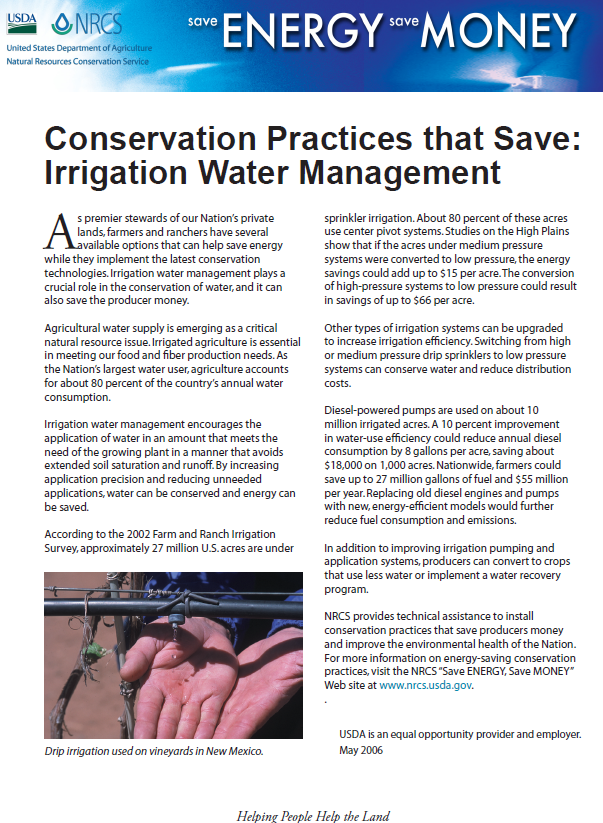 USDA NRCS
United States Department of Agriculture
Natural Resources Conservation Service
save ENERGY save MONEY
Conservation Practices that Save:
Irrigation Water Management
As premier stewards of our Nation's private
lands, farmers and ranchers have several
available options that can help save energy
while they implement the latest conservation
technologies. Irrigation water management plays a
crucial role in the conservation of water, and it can
also save the producer money.
Agricultural water supply is emerging as a critical
natural resource issue. Irrigated agriculture is essential
in meeting our food and fiber production needs. As
the Nation's largest water user, agriculture accounts
for about 80 percent of the country's annual water
consumption.
Irrigation water management encourages the
application of water in an amount that meets the
need of the growing plant in a manner that avoids
extended soil saturation and runoff. By increasing
application precision and reducing unneeded
applications, water can be conserved and energy can
be saved.
According to the 2002 Farm and Ranch Irrigation
Survey, approximately 27 million U.S. acres are under
Drip irrigation used on vineyards in New Mexico.
sprinkler irrigation. About 80 percent of these acres
use center pivot systems. Studies on the High Plains
show that if the acres under medium pressure
systems were converted to low pressure, the energy
savings could add up to $15 per acre. The conversion
of high-pressure systems to low pressure could result
in savings of up to $66 per acre.
Other types of irrigation systems can be upgraded
to increase irrigation efficiency. Switching from high
or medium pressure drip sprinklers to low pressure
systems can conserve water and reduce distribution
costs.
Diesel-powered pumps are used on about 10
million irrigated acres. A 10 percent improvement
in water-use efficiency could reduce annual diesel
consumption by 8 gallons per acre, saving about
$18,000 on 1,000 acres. Nationwide, farmers could
save up to 27 million gallons of fuel and $55 million
per year. Replacing old diesel engines and pumps
with new, energy-efficient models would further
reduce fuel consumption and emissions.
In addition to improving irrigation pumping and
application systems, producers can convert to crops
that use less water or implement a water recovery
program.
NRCS provides technical assistance to install
conservation practices that save producers money
and improve the environmental health of the Nation.
For more information on energy-saving conservation
practices, visit the NRCS "Save ENERGY, Save MONEY"
Web site at www.nrcs.usda.gov.
.
USDA is an equal opportunity provider and employer.
May 2006
Helping People Help the Land